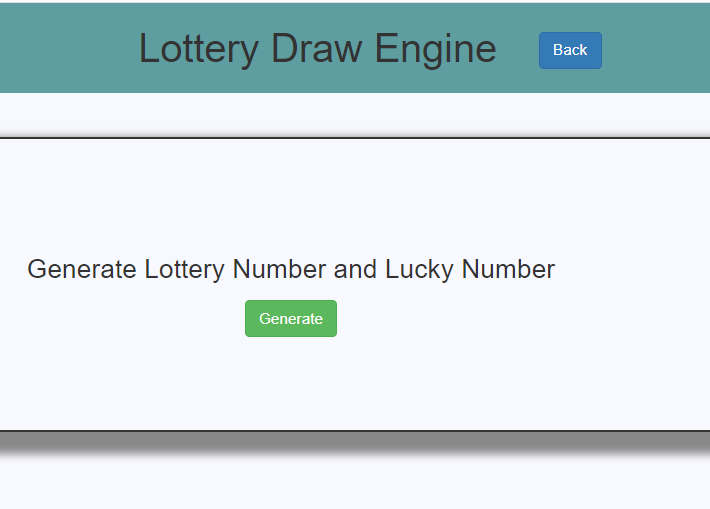 Lottery Draw Engine Back
Generate Lottery Number and Lucky Number
Generate